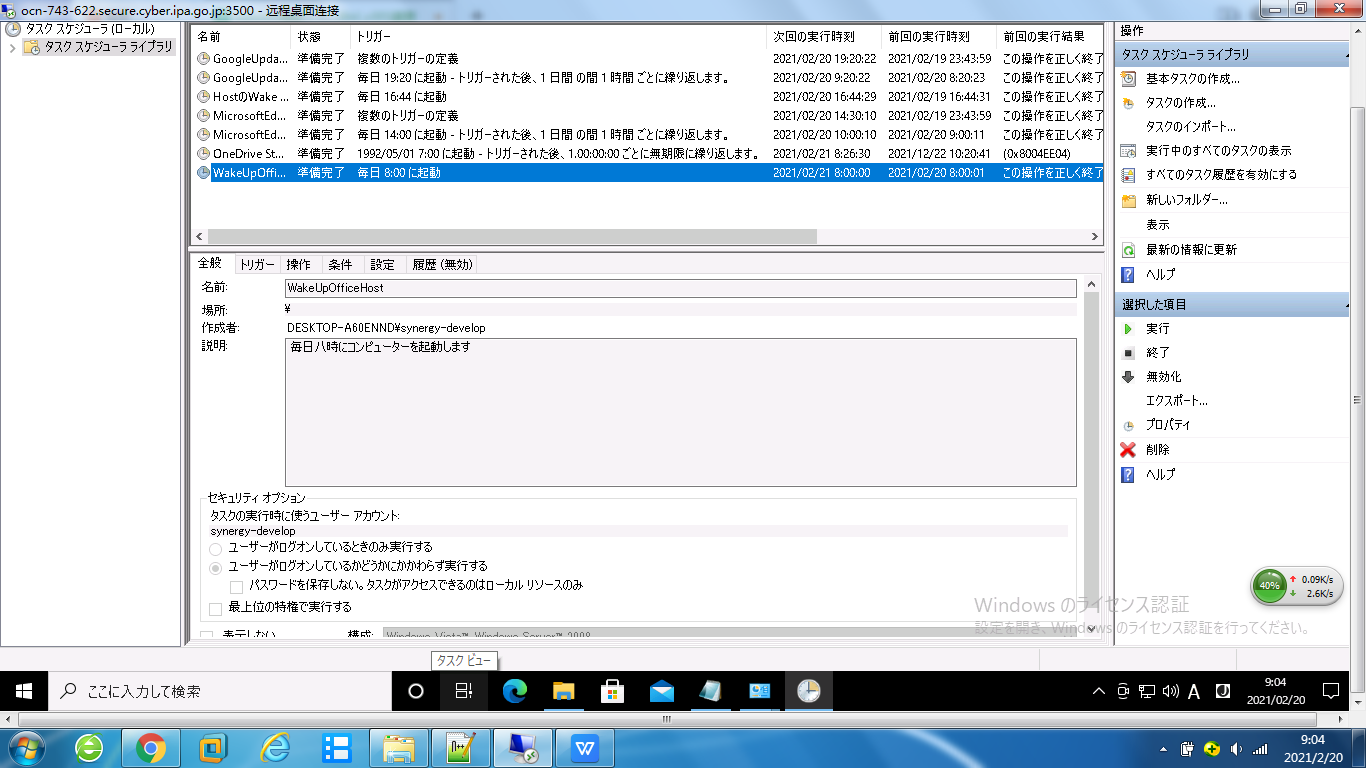 ocn-743-622.secure.cyber.ipa.go.jp:3500 - 远程桌面连接
タスク スケジューラ (ローカル)
タスク スケジューラ ライブラリ
名前 状態 トリガー 次回の実行時刻 前回の実行時刻 前回の実行結果
GoogleUpda... 準備完了 複数のトリガーの定義 2021/02/20 19:20:22 2021/02/19 23:43:59 この操作を正しく終了
GoogleUpda... 準備完了 毎日 19:20 に起動 - トリガーされた後、1 日間 の間 1 時間 ごとに繰り返します。 2021/02/20 9:20:22 2021/02/20 8:20:23 この操作を正しく終了
HostのWake ... 準備完了 毎日 16:44 に起動 2021/02/20 16:44:29 2021/02/19 16:44:31 この操作を正しく終了
MicrosoftEd... 準備完了 複数のトリガーの定義 2021/02/20 14:30:10 2021/02/19 23:43:59 この操作を正しく終了
MicrosoftEd... 準備完了 毎日 14:00 に起動 - トリガーされた後、1 日間 の間 1 時間 ごとに繰り返します。 2021/02/20 10:00:10 2021/02/20 9:00:11 この操作を正しく終了
OneDrive St... 準備完了 1992/05/01 7:00 に起動 - トリガーされた後、1.00:00:00 ごとに無期限に繰り返します。 2021/02/21 8:26:30 2021/12/22 10:20:41 (0x8004EE04)
WakeUpOffi... 準備完了 毎日 8:00 に起動 2021/02/21 8:00:00 2021/02/20 8:00:01 この操作を正しく終了
全般 トリガー 操作 条件 設定 履歴 (無効)
名前: WakeUpOfficeHost
場所: ¥
作成者: DESKTOP-A60ENND¥synergy-develop
説明: 毎日八時にコンピューターを起動します
セキュリティ オプション
タスクの実行時に使うユーザー アカウント:
synergy-develop
ユーザーがログオンしているときのみ実行する
ユーザーがログオンしているかどうかにかかわらず実行する
パスワードを保存しない。タスクがアクセスできるのはローカル リソースのみ
最上位の特権で実行する
表示しない 構成: Windows Vista™, Windows Server™ 2008
操作
タスク スケジューラ ライブラリ
基本タスクの作成...
タスクの作成...
タスクのインポート...
実行中のすべてのタスクの表示
すべてのタスク履歴を有効にする
新しいフォルダー...
表示
最新の情報に更新
ヘルプ
選択した項目
実行
終了
無効化
エクスポート...
プロパティ
削除
ヘルプ
40% 0.09K/s
2.6K/s
Windows のライセンス認証
設定を開き、Windows のライセンス認証を行ってください。
タスク ビュー
ここに入力して検索
A
9:04
2021/02/20
9:04
2021/2/20